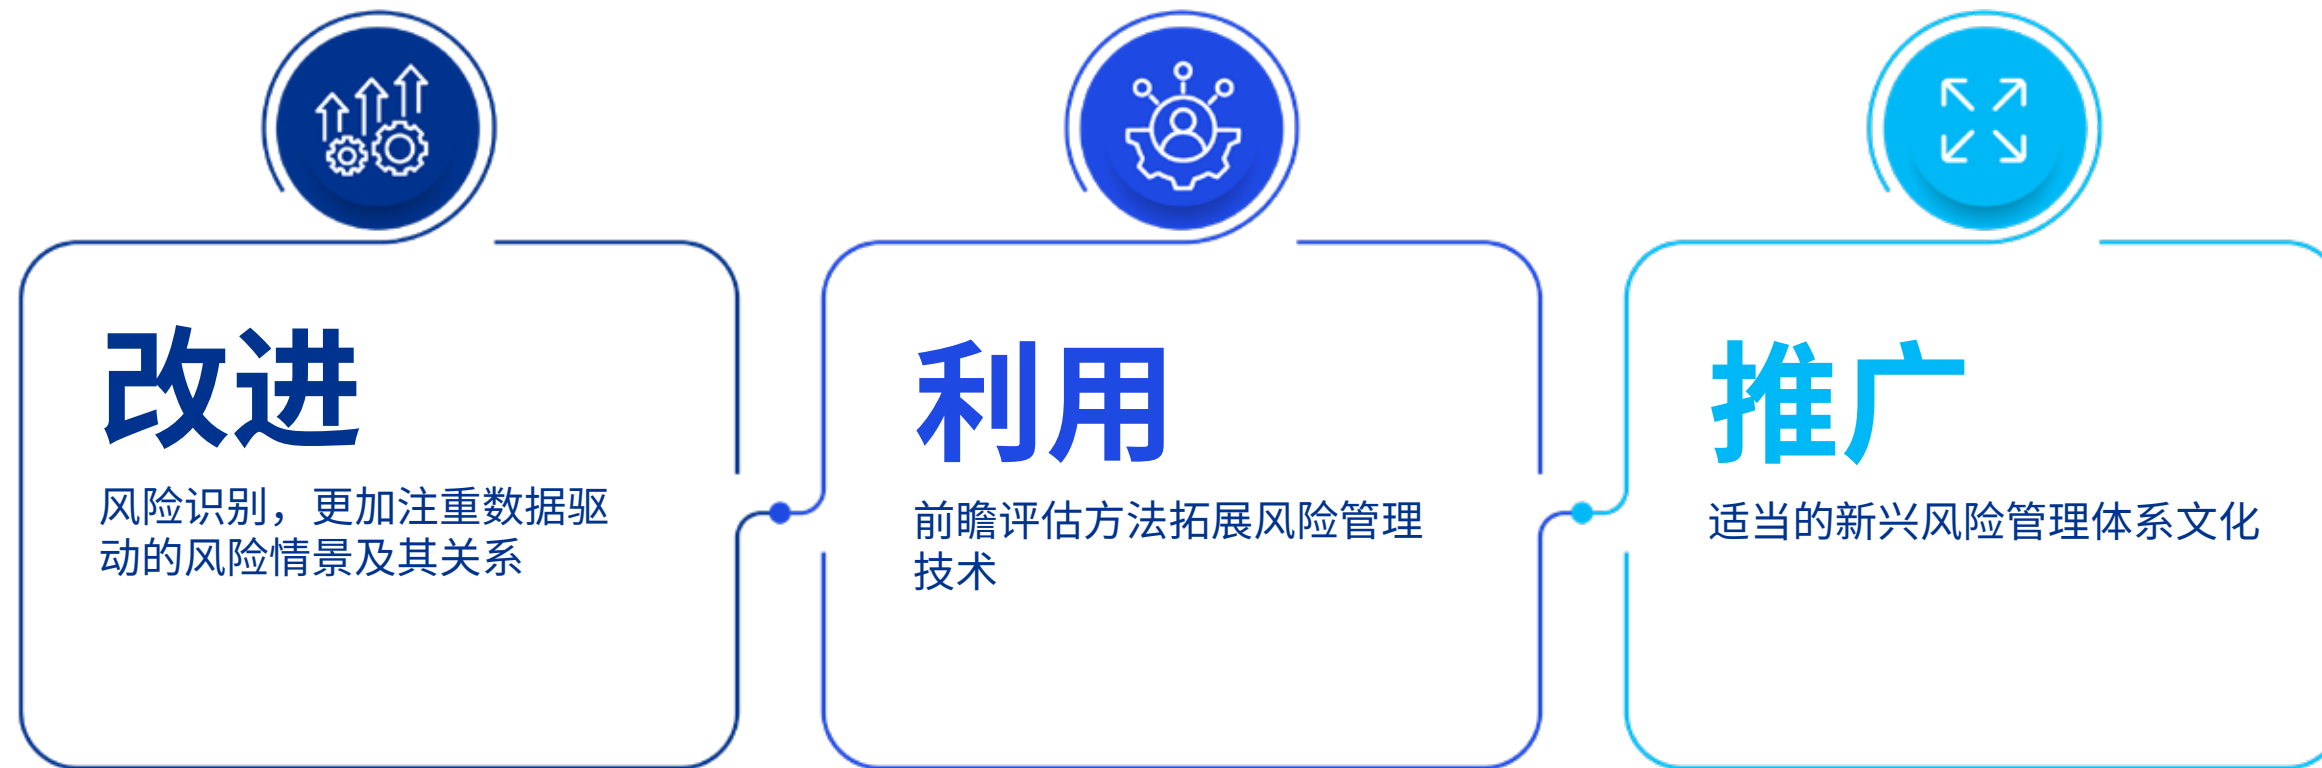 改进
风险识别，更加注重数据驱
动的风险情景及其关系
利用
前瞻评估方法拓展风险管理
技术
推广
适当的新兴风险管理体系文化